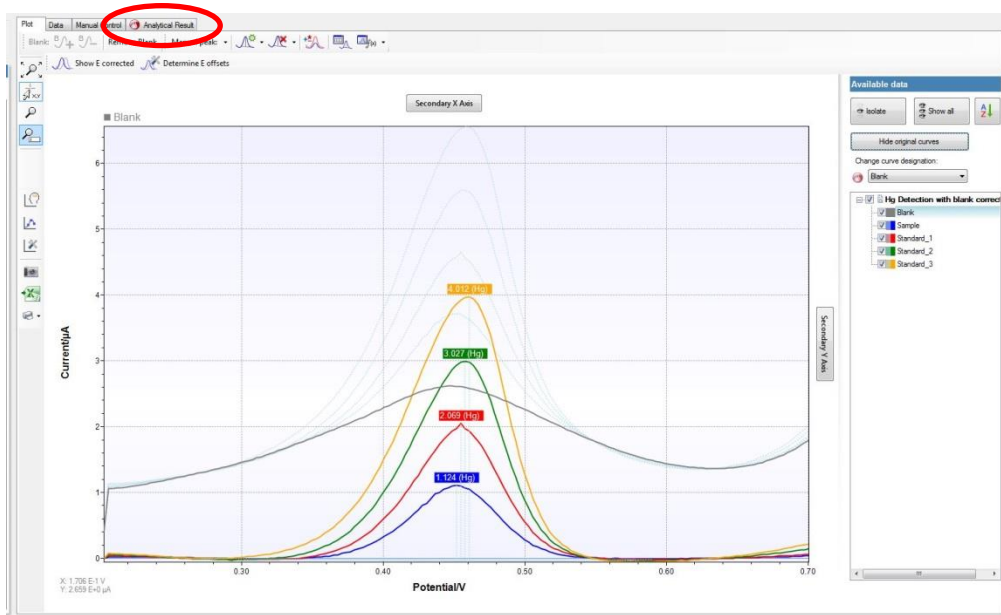 Plot Data Manual Control Analytical Result
Blank:
Show E corrected Determine E offsets
Secondary X Axis
Blank
Current/µA
6
5
4
3
2
1
0
4.012 (Hg)
3.027 (Hg)
2.069 (Hg)
1.124 (Hg)
0.30 0.40 0.50 0.60 0.70
Potential/V
X: 1.706 E-1 V
Y: 2.659 E+0 µA
Secondary Y Axis
Available data
Isolate Show all
Hide original curves
Change curve designation:
Blank
Hg Detection with blank correct
Blank
Sample
Standard_1
Standard_2
Standard_3